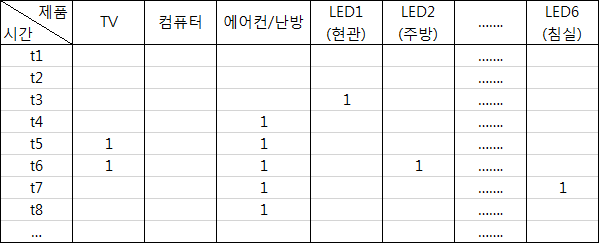 제품 TV 컴퓨터 에어컨/난방 LED1 LED2 ....... LED6
시간 (현관) (주방) (침실)
t1 .......
t2 .......
t3 1 .......
t4 1 .......
t5 1 1 .......
t6 1 1 1 .......
t7 1 ....... 1
t8 1 .......
... .......